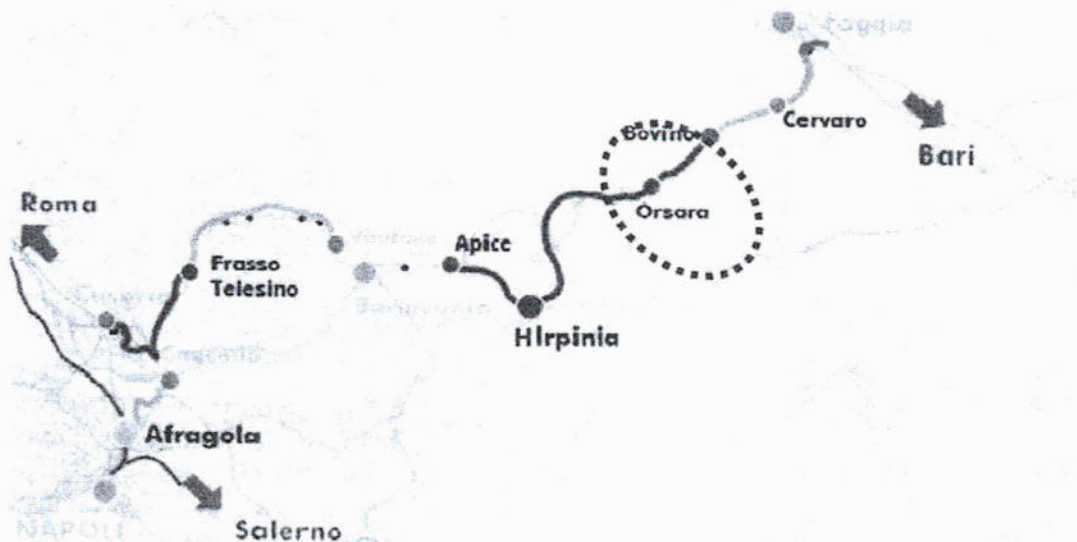 Foggia
Cervaro
Bovino
Bari
Orsara
Roma
Apice
Frasso
Telesino
HIrpinia
Afragola
Salerno
NAPOLI